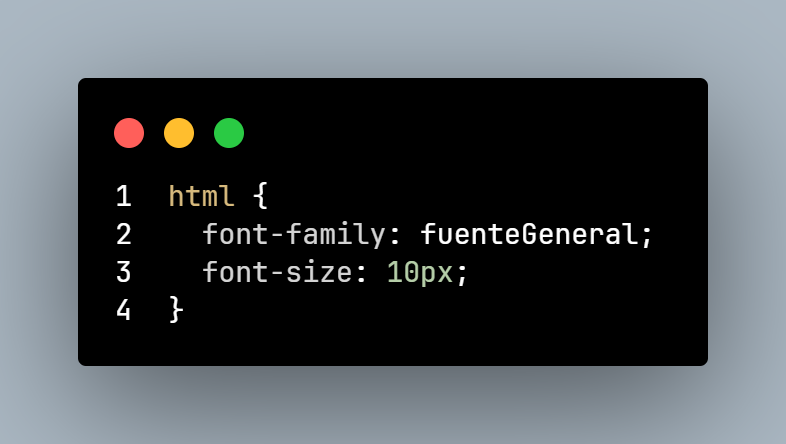 1 html {
2   font-family: fuenteGeneral;
3   font-size: 10px;
4 }